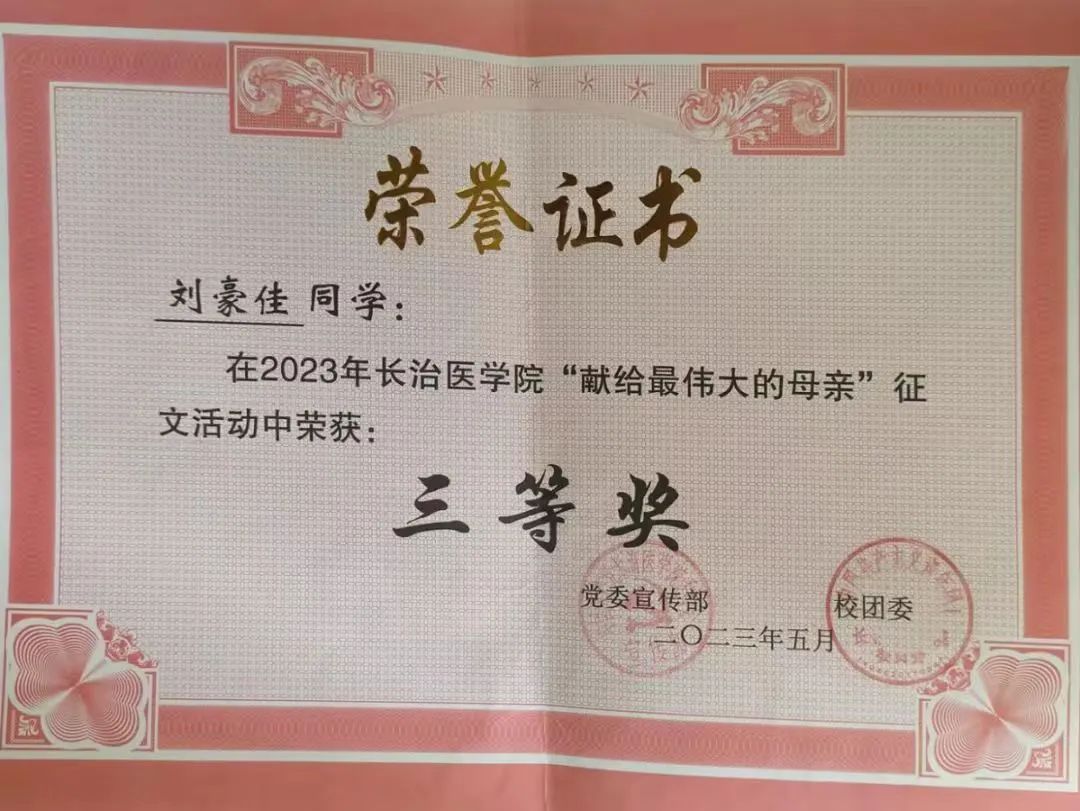 荣誉证书
刘豪佳 同学：
在2023年长治医学院“献给最伟大的母亲”征
文活动中荣获：
三等奖
党委宣传部 校团委
二〇二三年五月